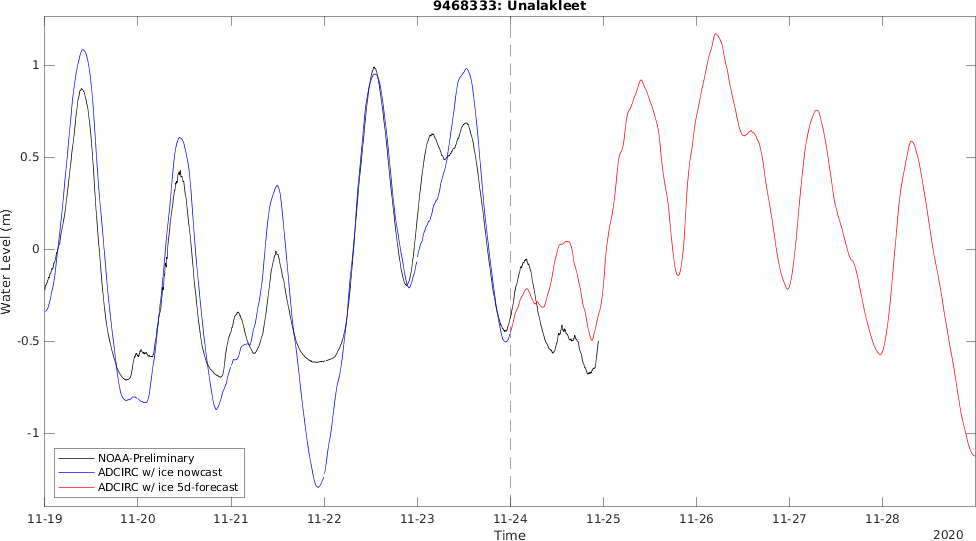 9468333: Unalakleet
Water Level (m)
1
0.5
0
-0.5
-1
NOAA-Preliminary
ADCIRC w/ ice nowcast
ADCIRC w/ ice 5d-forecast
11-19 11-20 11-21 11-22 11-23 11-24 11-25 11-26 11-27 11-28
Time
2020